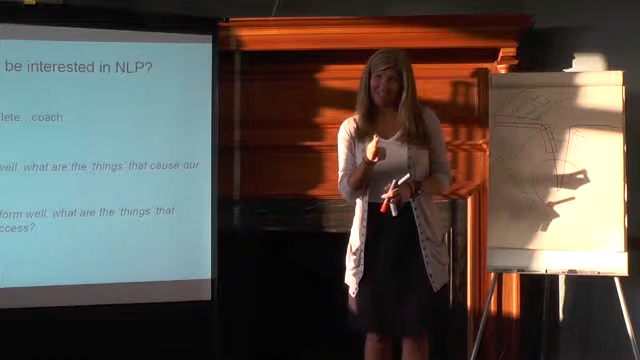 be interested in NLP?
lete...coach
well, what are the 'things' that cause our
form well, what are the 'things' that
ccess?